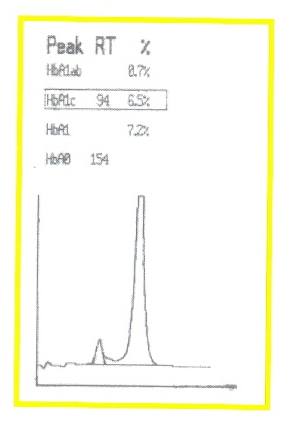 Peak RT %
HbA1ab 0.7%
HbA1c 94 6.5%
HbA1 7.2%
HbA0 154